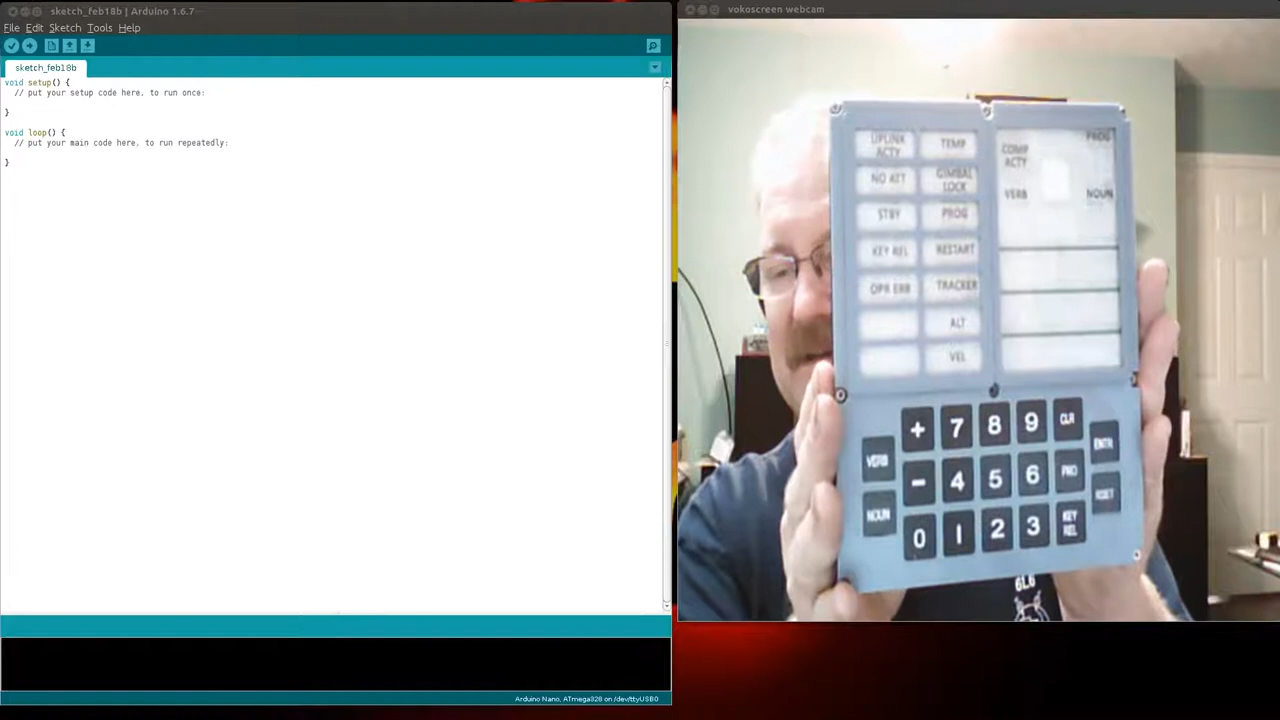 sketch_feb18b | Arduino 1.6.7
File Edit Sketch Tools Help
sketch_feb18b
void setup() {
// put your setup code here, to run once:
}
void loop() {
// put your main code here, to run repeatedly:
}
Arduino Nano, ATmega328 on /dev/ttyUSB0
vokoscreen webcam
UPLINK ACTY
TEMP
NO ATT
GIMBAL LOCK
STBY
PROG
KEY REL
RESTART
OPR ERR
TRACKER
ALT
VEL
COMP ACTY
PROG
VERB
NOUN
+ 7 8 9 CLR
VERB
ENTR
- 4 5 6 PRO
NOUN
RSET
0 1 2 3 KEY REL
6L6